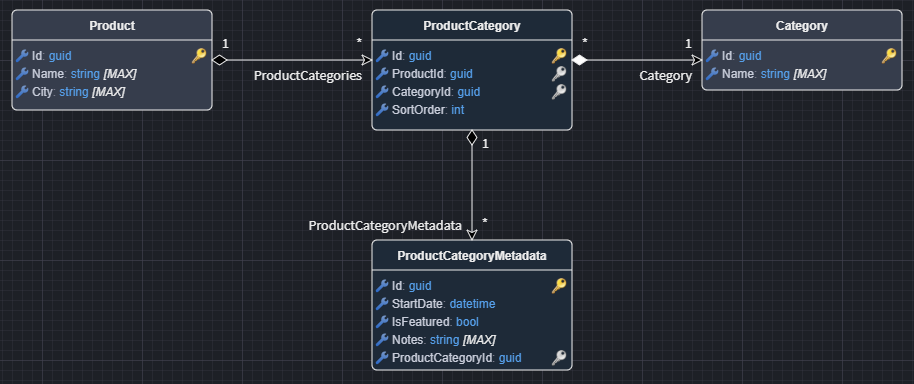 Product
Id: guid
Name: string [MAX]
City: string [MAX]
1
*
ProductCategories
ProductCategory
Id: guid
ProductId: guid
CategoryId: guid
SortOrder: int
*
1
Category
Category
Id: guid
Name: string [MAX]
1
*
ProductCategoryMetadata
ProductCategoryMetadata
Id: guid
StartDate: datetime
IsFeatured: bool
Notes: string [MAX]
ProductCategoryId: guid